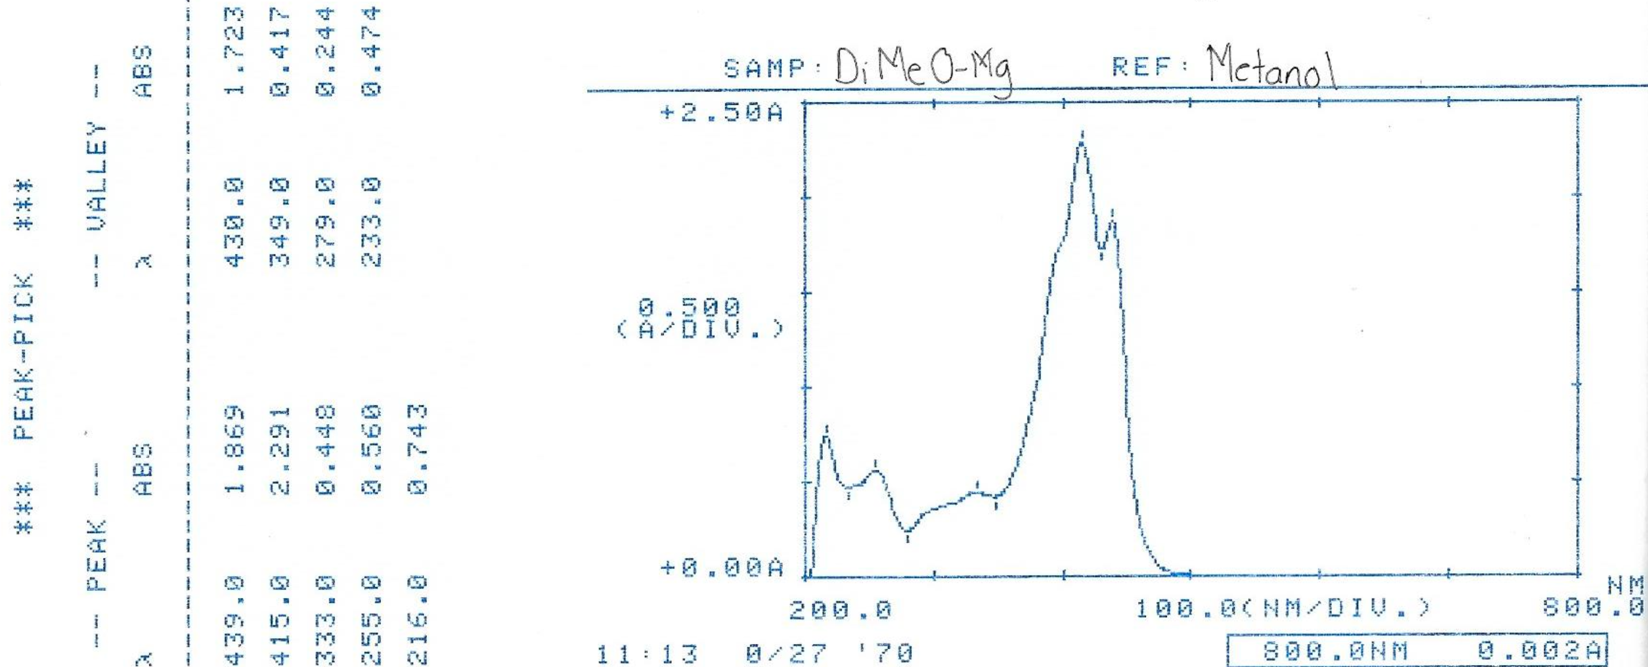 *** PEAK-PICK ***
-- PEAK -- -- VALLEY --
λ ABS λ ABS
439.0 1.869 430.0 1.723
415.0 2.291 349.0 0.417
333.0 0.448 279.0 0.244
255.0 0.560 233.0 0.474
216.0 0.743
SAMP: DiMeO-Mg REF: Metanol
+2.50A
0.500
(A/DIV.)
+0.00A
NM
200.0 100.0(NM/DIV.) 800.0
11:13 0/27 '70 800.0NM 0.002A